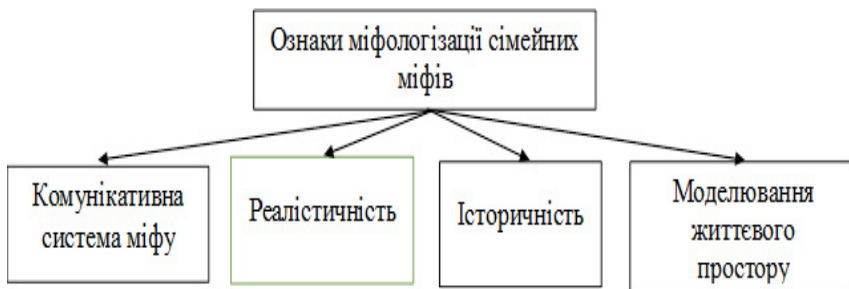 Ознаки міфологізації сімейних
міфів
Комунікативна
система міфу
Реалістичність
Історичність
Моделювання
життєвого
простору